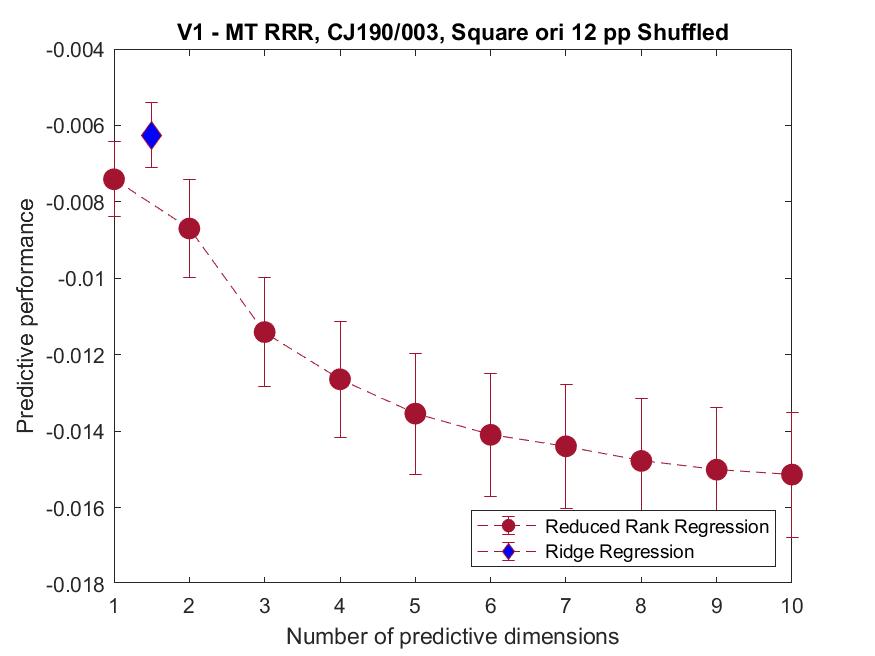 V1 - MT RRR, CJ190/003, Square ori 12 pp Shuffled
-0.004
-0.006
-0.008
-0.01
-0.012
-0.014
-0.016
-0.018
Predictive performance
Reduced Rank Regression
Ridge Regression
1 2 3 4 5 6 7 8 9 10
Number of predictive dimensions